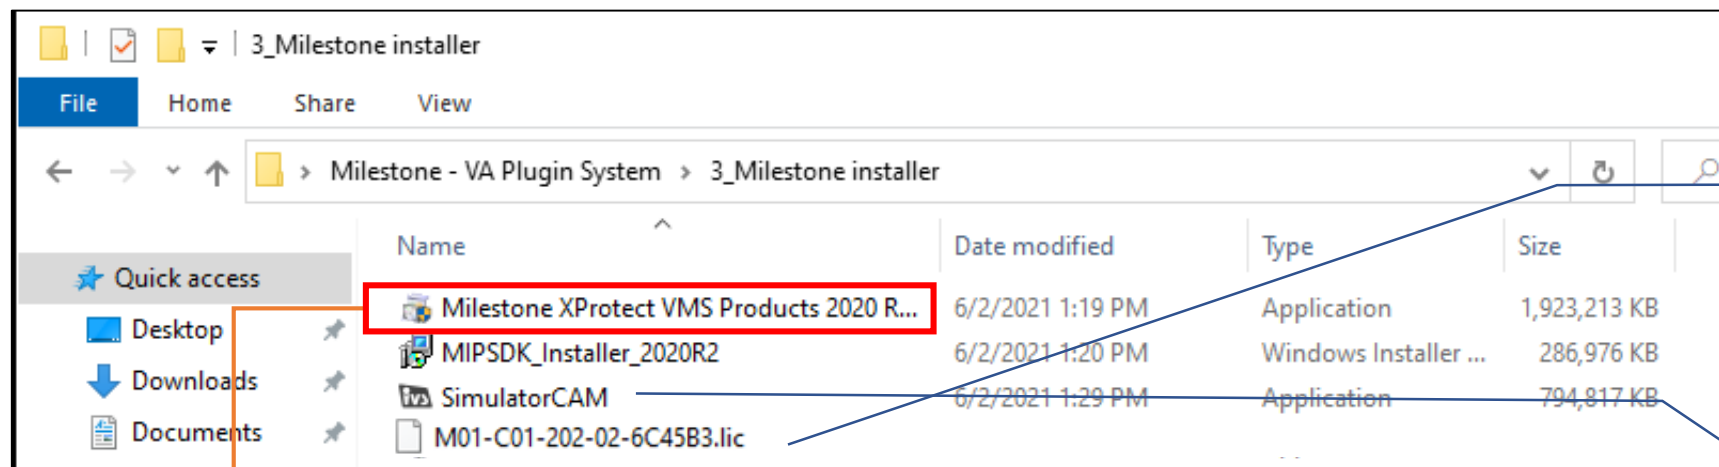 3_Milestone installer
File Home Share View
Milestone - VA Plugin System > 3_Milestone installer
Name Date modified Type Size
Quick access
Milestone XProtect VMS Products 2020 R... 6/2/2021 1:19 PM Application 1,923,213 KB
Desktop
MIPSDK_Installer_2020R2 6/2/2021 1:20 PM Windows Installer ... 286,976 KB
Downloads
SimulatorCAM 6/2/2021 1:29 PM Application 794,817 KB
Documents
M01-C01-202-02-6C45B3.lic